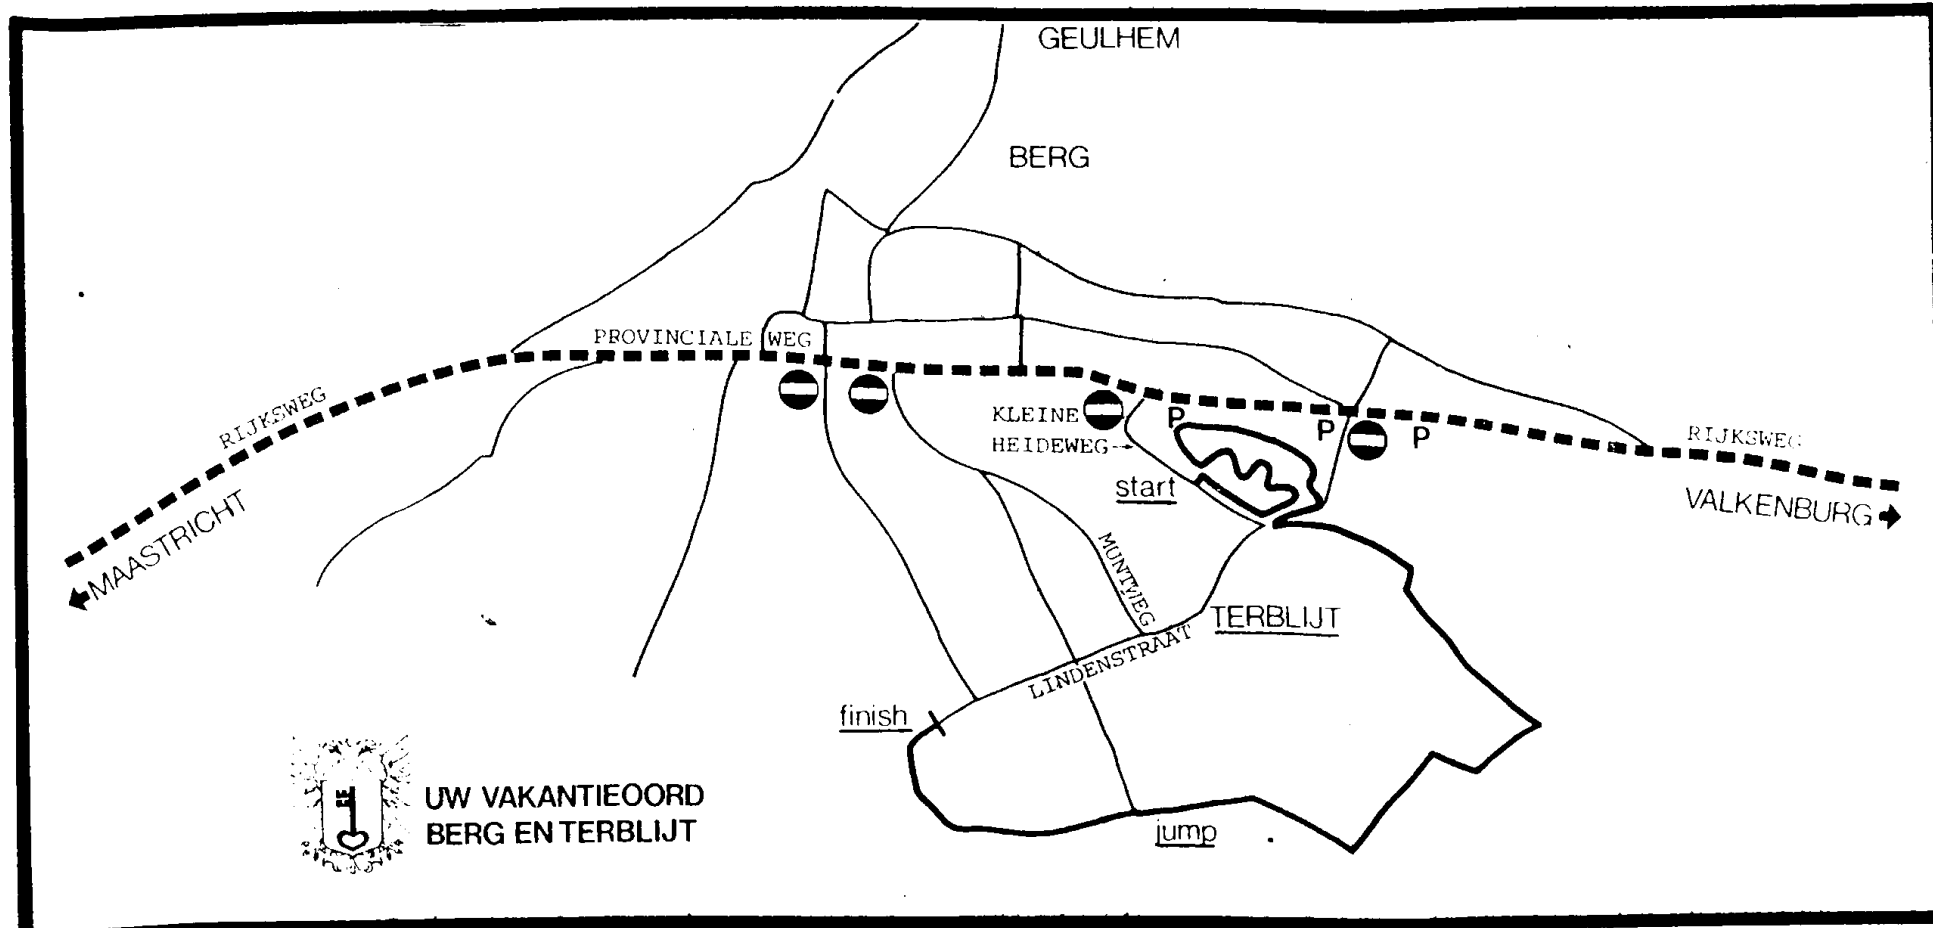 GEULHEM
BERG
PROVINCIALE WEG
RIJKSWEG
MAASTRICHT
KLEINE
HEIDEWEG
P
P
P
RIJKSWEG
VALKENBURG
start
MUNTWEG
TERBLIJT
LINDENSTRAAT
finish
jump
UW VAKANTIEOORD
BERG EN TERBLIJT